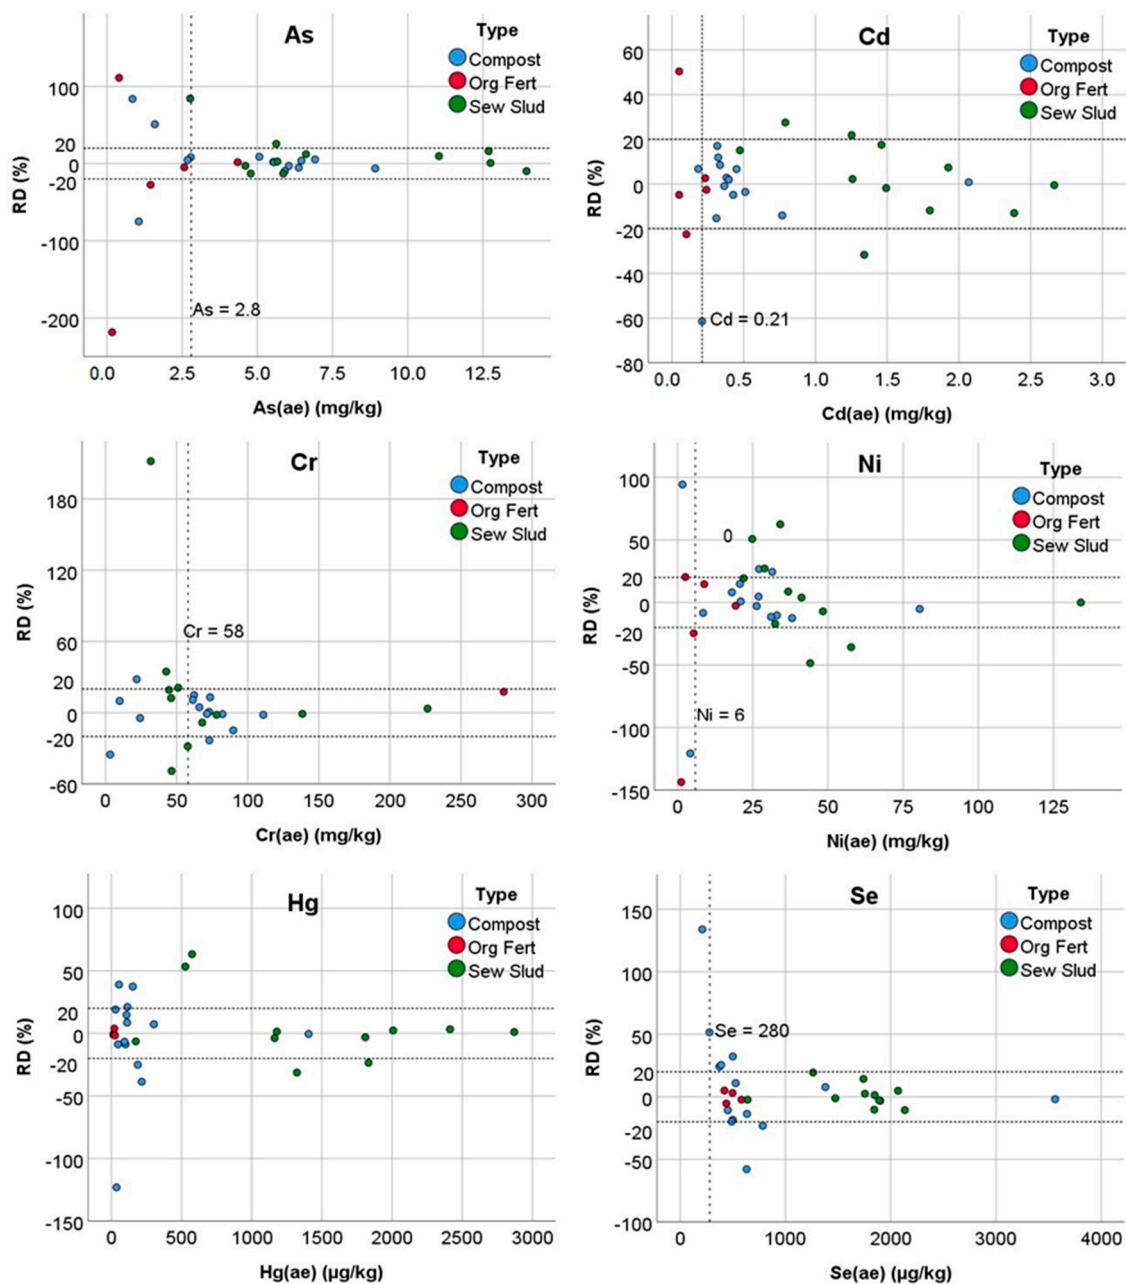 As
Type
Compost
Org Fert
Sew Slud
RD (%)
100
20
0
-20
-100
-200
As = 2.8
0.0 2.5 5.0 7.5 10.0 12.5
As(ae) (mg/kg)
Cd
Type
Compost
Org Fert
Sew Slud
RD (%)
60
40
20
0
-20
-40
-60
-80
Cd = 0.21
0.0 0.5 1.0 1.5 2.0 2.5 3.0
Cd(ae) (mg/kg)
Cr
Type
Compost
Org Fert
Sew Slud
RD (%)
180
120
60
20
0
-20
-60
Cr = 58
0 50 100 150 200 250 300
Cr(ae) (mg/kg)
Ni
Type
Compost
Org Fert
Sew Slud
RD (%)
100
50
20
0
-20
-50
-100
-150
0
Ni = 6
0 25 50 75 100 125
Ni(ae) (mg/kg)
Hg
Type
Compost
Org Fert
Sew Slud
RD (%)
100
50
20
0
-20
-50
-100
-150
0 500 1000 1500 2000 2500 3000
Hg(ae) (µg/kg)
Se
Type
Compost
Org Fert
Sew Slud
RD (%)
150
100
50
20
0
-20
-50
-100
Se = 280
0 1000 2000 3000 4000
Se(ae) (µg/kg)